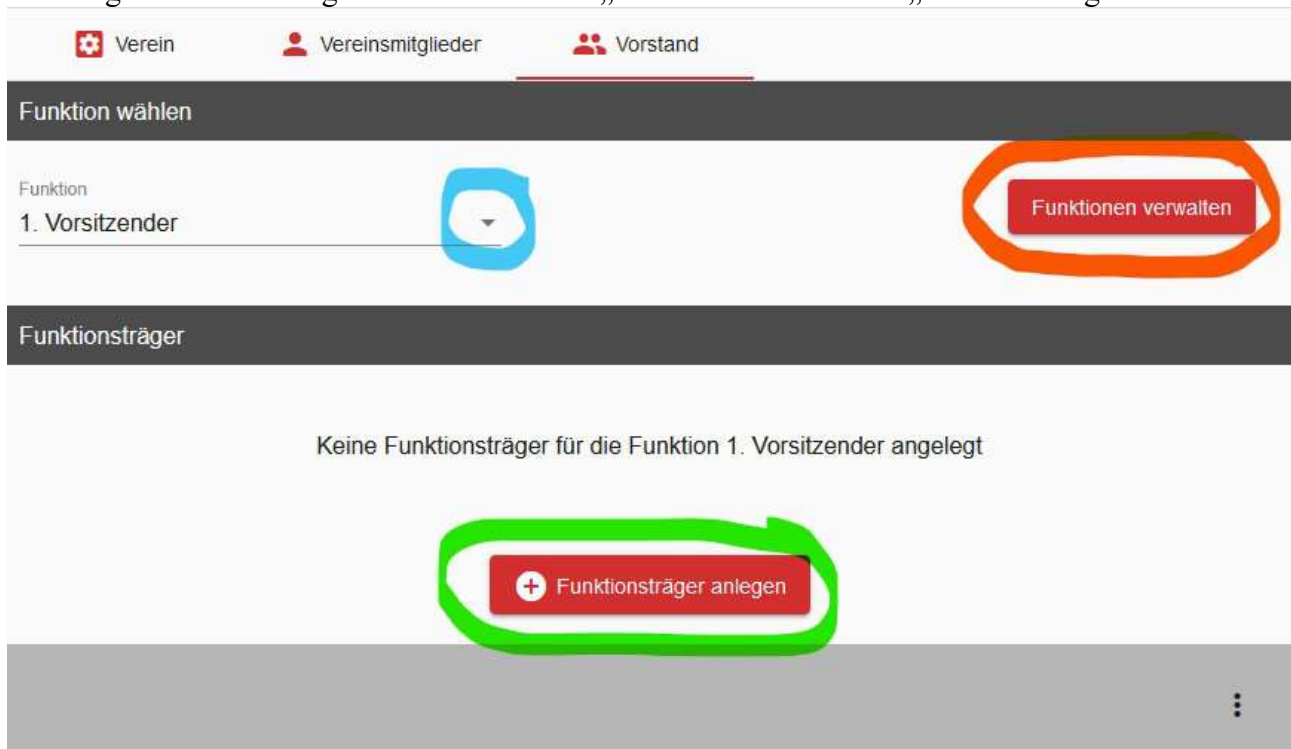 Verein Vereinsmitglieder Vorstand
Funktion wählen
Funktion
1. Vorsitzender
Funktionen verwalten
Funktionsträger
Keine Funktionsträger für die Funktion 1. Vorsitzender angelegt
Funktionsträger anlegen